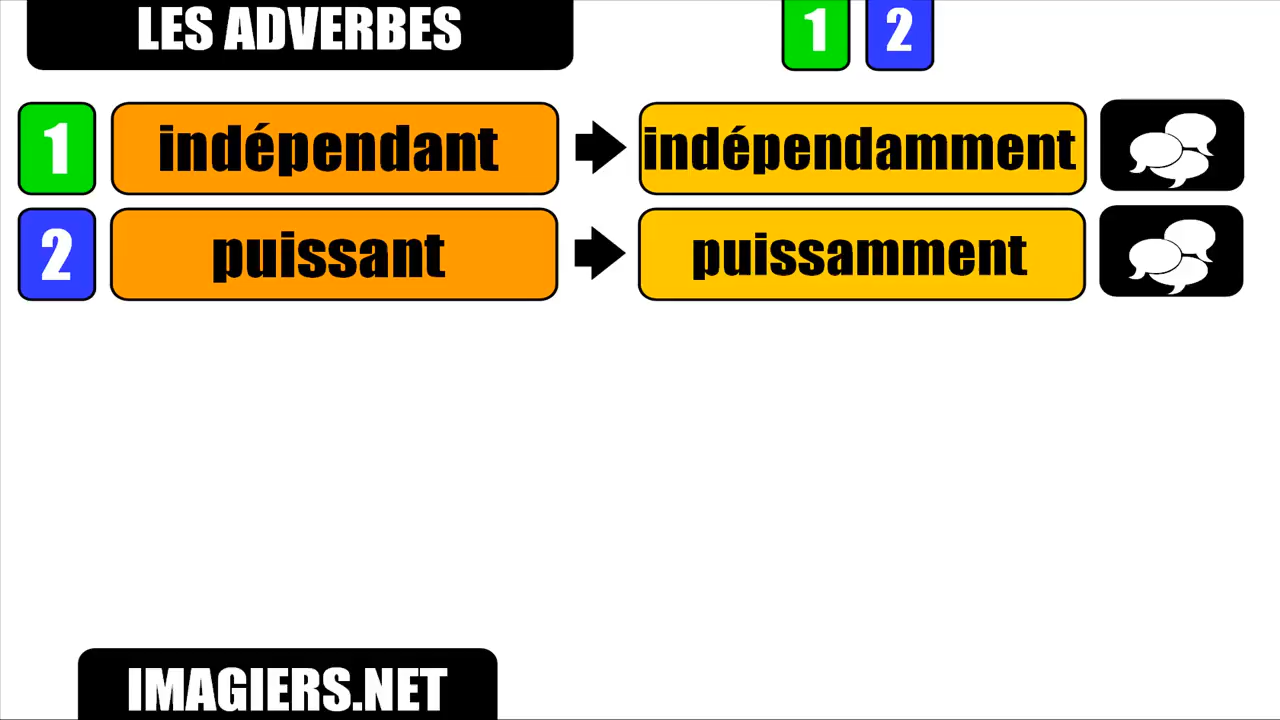 LES ADVERBES
1 2
1 indépendant indépendamment
2 puissant puissamment
IMAGIERS.NET